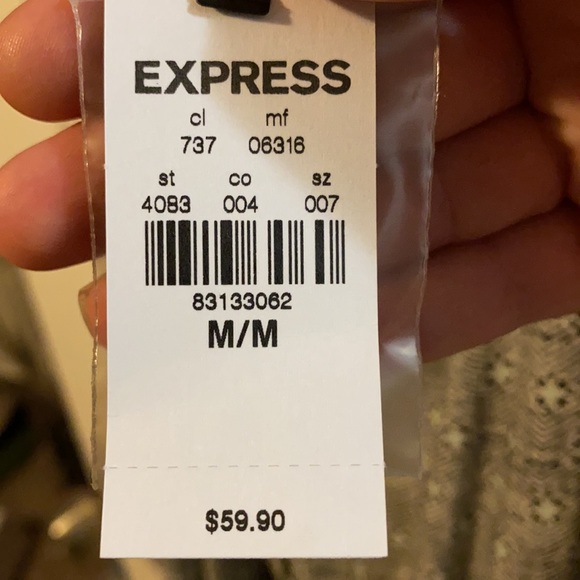 EXPRESS
cl mf
737 06316
st co sz
4083 004 007
83133062
M/M
$59.90